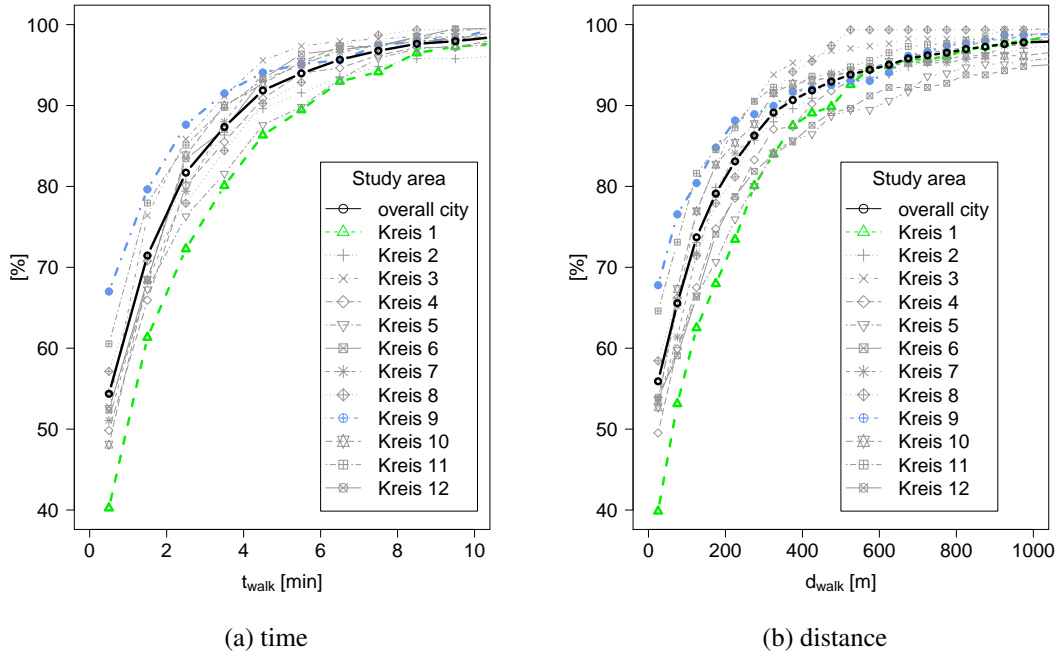 100
90
80
70
60
50
40
[%]
0 2 4 6 8 10
t_walk [min]
Study area
overall city
Kreis 1
Kreis 2
Kreis 3
Kreis 4
Kreis 5
Kreis 6
Kreis 7
Kreis 8
Kreis 9
Kreis 10
Kreis 11
Kreis 12
(a) time
100
90
80
70
60
50
40
[%]
0 200 400 600 800 1000
d_walk [m]
Study area
overall city
Kreis 1
Kreis 2
Kreis 3
Kreis 4
Kreis 5
Kreis 6
Kreis 7
Kreis 8
Kreis 9
Kreis 10
Kreis 11
Kreis 12
(b) distance